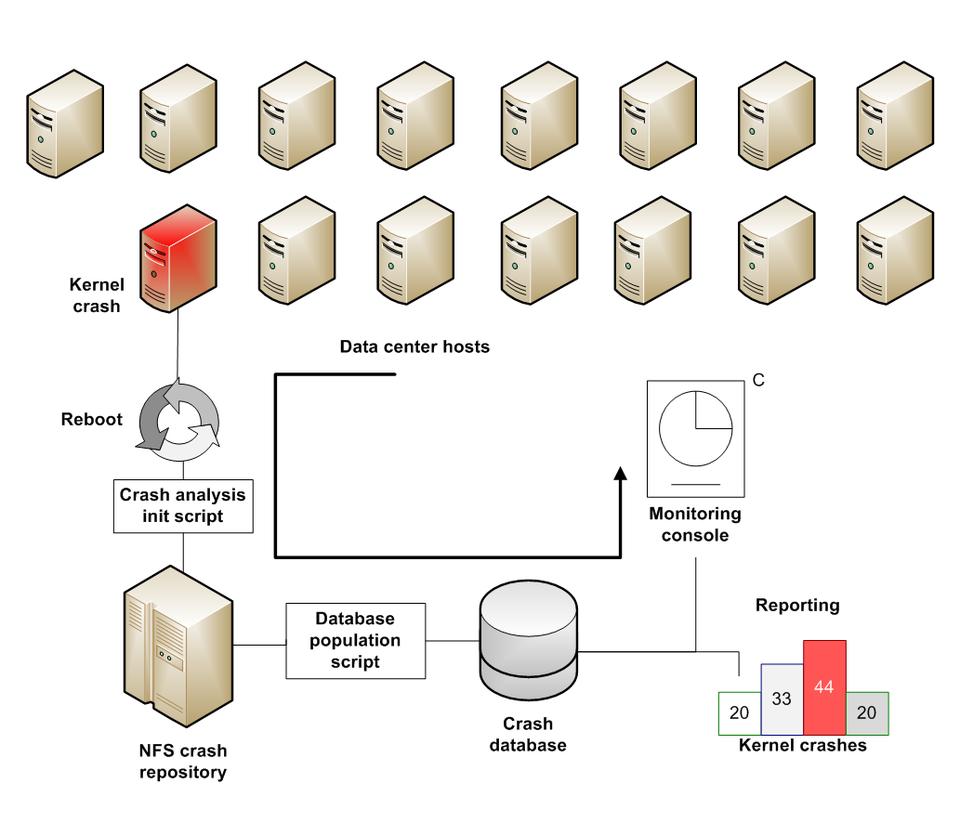 Kernel
crash
Data center hosts
C
Reboot
Crash analysis
init script
Monitoring
console
Reporting
Database
population
script
44
33
20
20
Kernel crashes
Crash
database
NFS crash
repository